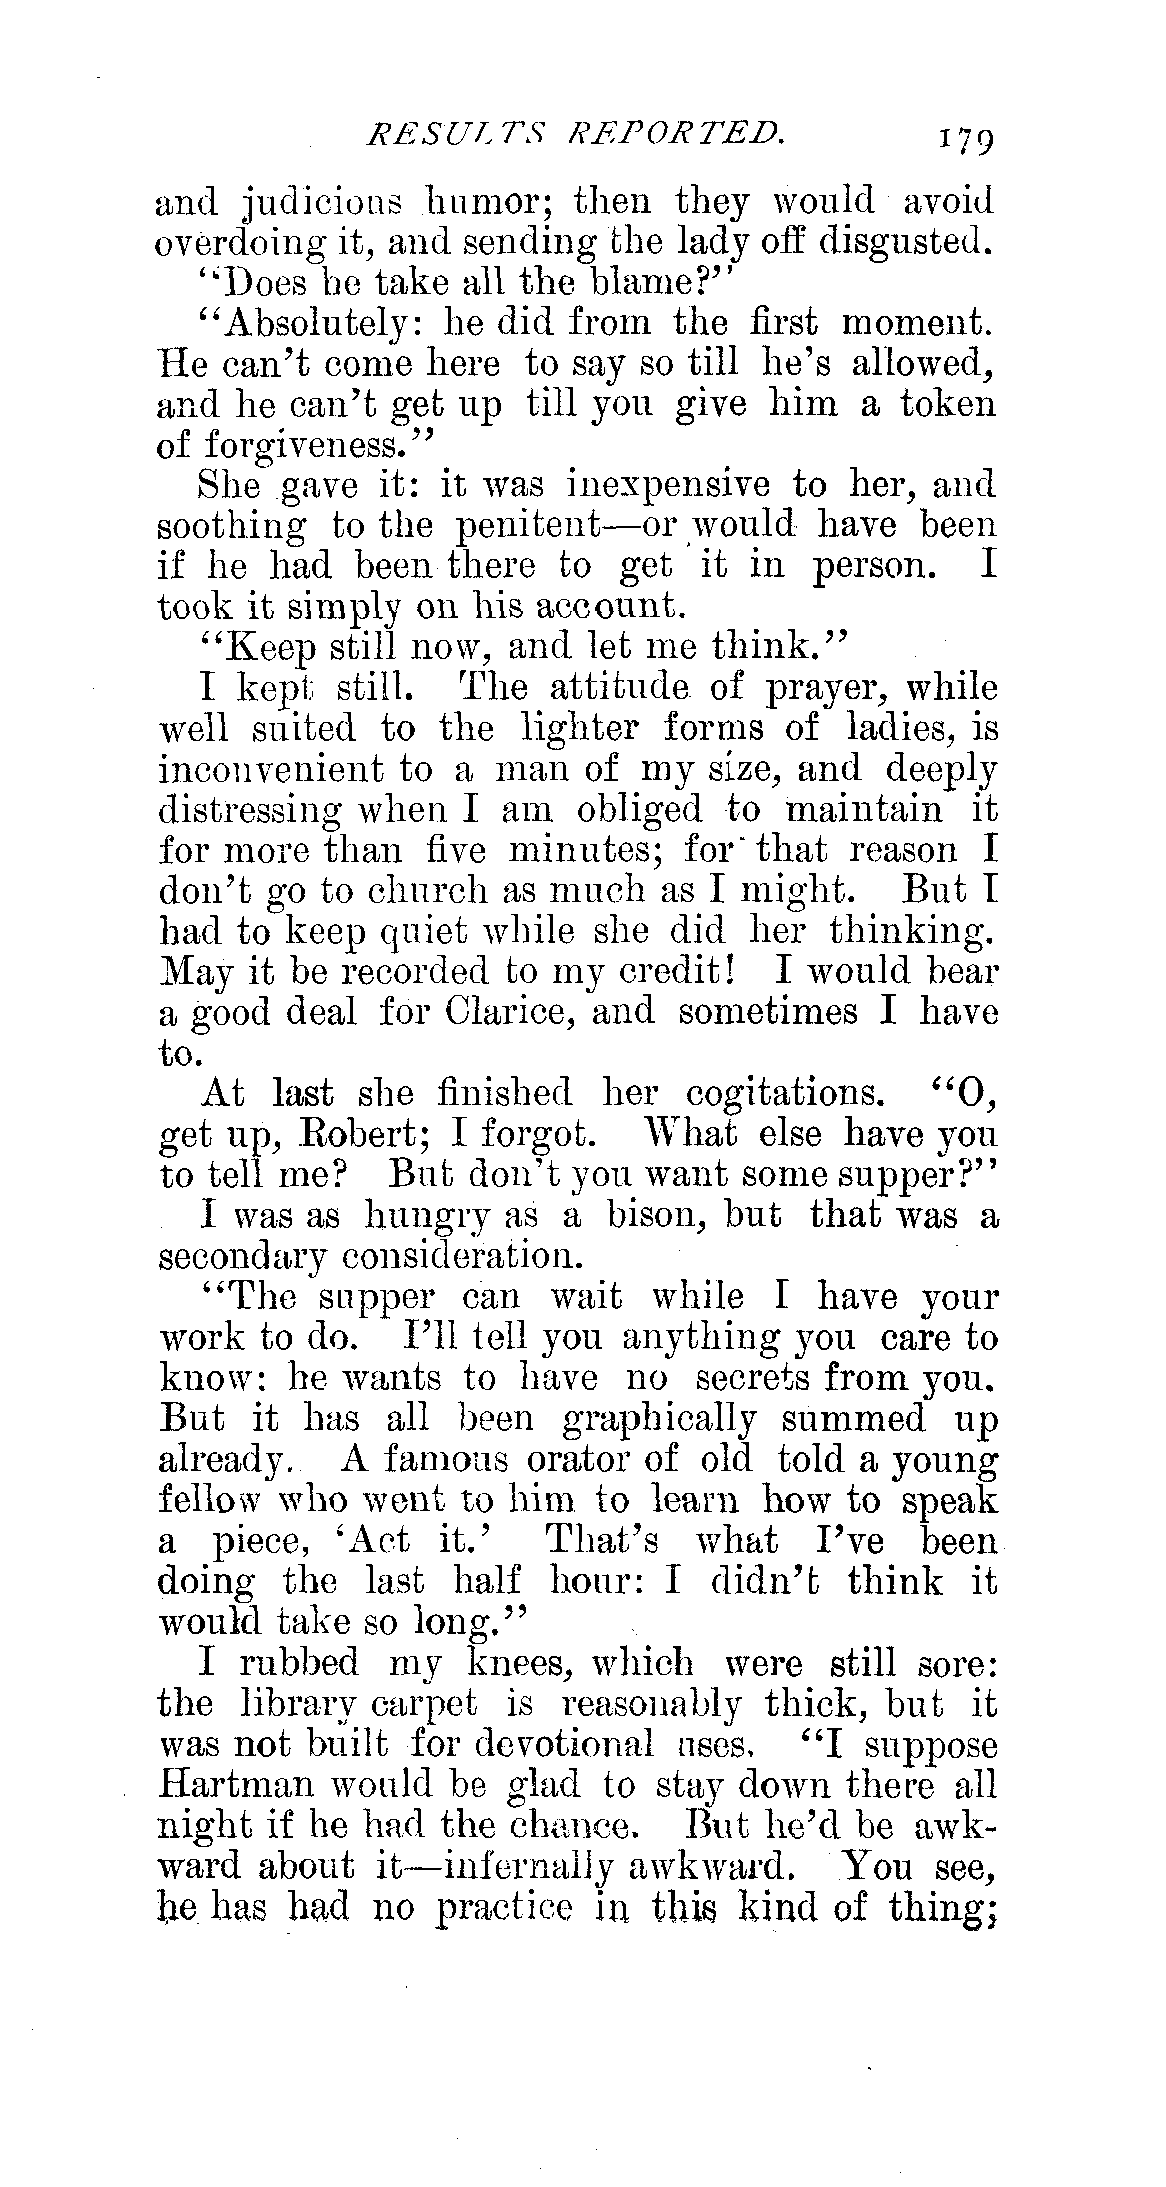 RESULTS REPORTED. 179
and judicious humor; then they would avoid
overdoing it, and sending the lady off disgusted.
"Does he take all the blame?"
"Absolutely: he did from the first moment.
He can't come here to say so till he's allowed,
and he can't get up till you give him a token
of forgiveness."
She gave it: it was inexpensive to her, and
soothing to the penitent—or would have been
if he had been there to get it in person. I
took it simply on his account.
"Keep still now, and let me think."
I kept still. The attitude of prayer, while
well suited to the lighter forms of ladies, is
inconvenient to a man of my size, and deeply
distressing when I am obliged to maintain it
for more than five minutes; for that reason I
don't go to church as much as I might. But I
had to keep quiet while she did her thinking.
May it be recorded to my credit! I would bear
a good deal for Clarice, and sometimes I have
to.
At last she finished her cogitations. "O,
get up, Robert; I forgot. What else have you
to tell me? But don't you want some supper?"
I was as hungry as a bison, but that was a
secondary consideration.
"The supper can wait while I have your
work to do. I'll tell you anything you care to
know: he wants to have no secrets from you.
But it has all been graphically summed up
already. A famous orator of old told a young
fellow who went to him to learn how to speak
a piece, 'Act it.' That's what I've been
doing the last half hour: I didn't think it
would take so long."
I rubbed my knees, which were still sore:
the library carpet is reasonably thick, but it
was not built for devotional uses. "I suppose
Hartman would be glad to stay down there all
night if he had the chance. But he'd be awk-
ward about it—infernally awkward. You see,
he has had no practice in this kind of thing;